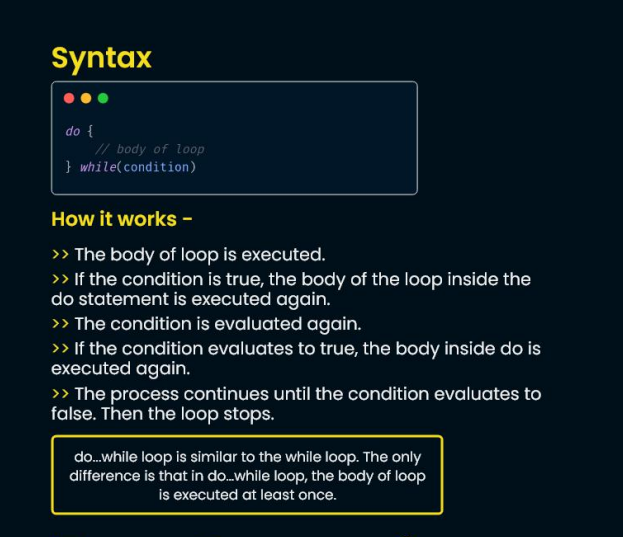 Syntax
do {
// body of loop
} while(condition)
How it works -
>> The body of loop is executed.
>> If the condition is true, the body of the loop inside the
do statement is executed again.
>> The condition is evaluated again.
>> If the condition evaluates to true, the body inside do is
executed again.
>> The process continues until the condition evaluates to
false. Then the loop stops.
do...while loop is similar to the while loop. The only
difference is that in do...while loop, the body of loop
is executed at least once.